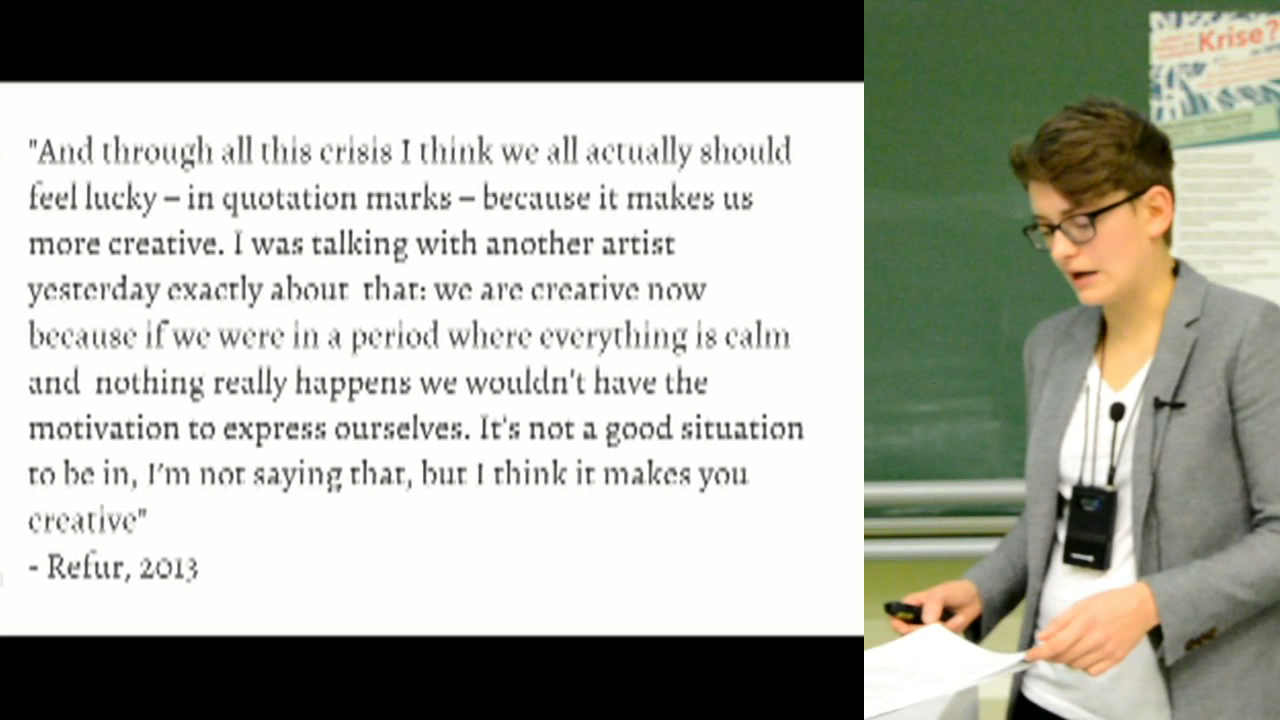 "And through all this crisis I think we all actually should
feel lucky – in quotation marks – because it makes us
more creative. I was talking with another artist
yesterday exactly about  that: we are creative now
because if we were in a period where everything is calm
and  nothing really happens we wouldn't have the
motivation to express ourselves. It's not a good situation
to be in, I'm not saying that, but I think it makes you
creative"
- Refur, 2013
Krise?